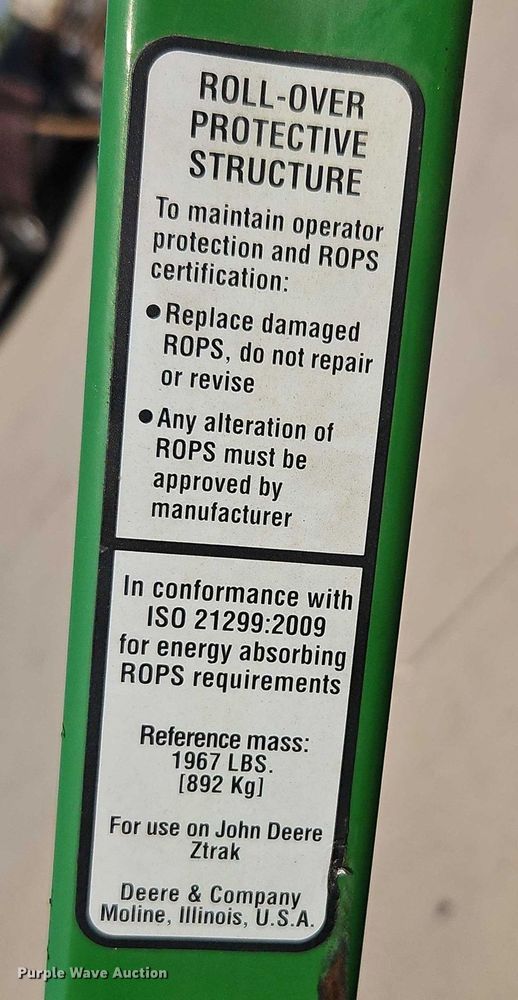 ROLL-OVER
PROTECTIVE
STRUCTURE
To maintain operator
protection and ROPS
certification:
●Replace damaged
ROPS, do not repair
or revise
●Any alteration of
ROPS must be
approved by
manufacturer
In conformance with
ISO 21299:2009
for energy absorbing
ROPS requirements
Reference mass:
1967 LBS.
[892 Kg]
For use on John Deere
Ztrak
Deere & Company
Moline, Illinois, U.S.A.
Purple Wave Auction